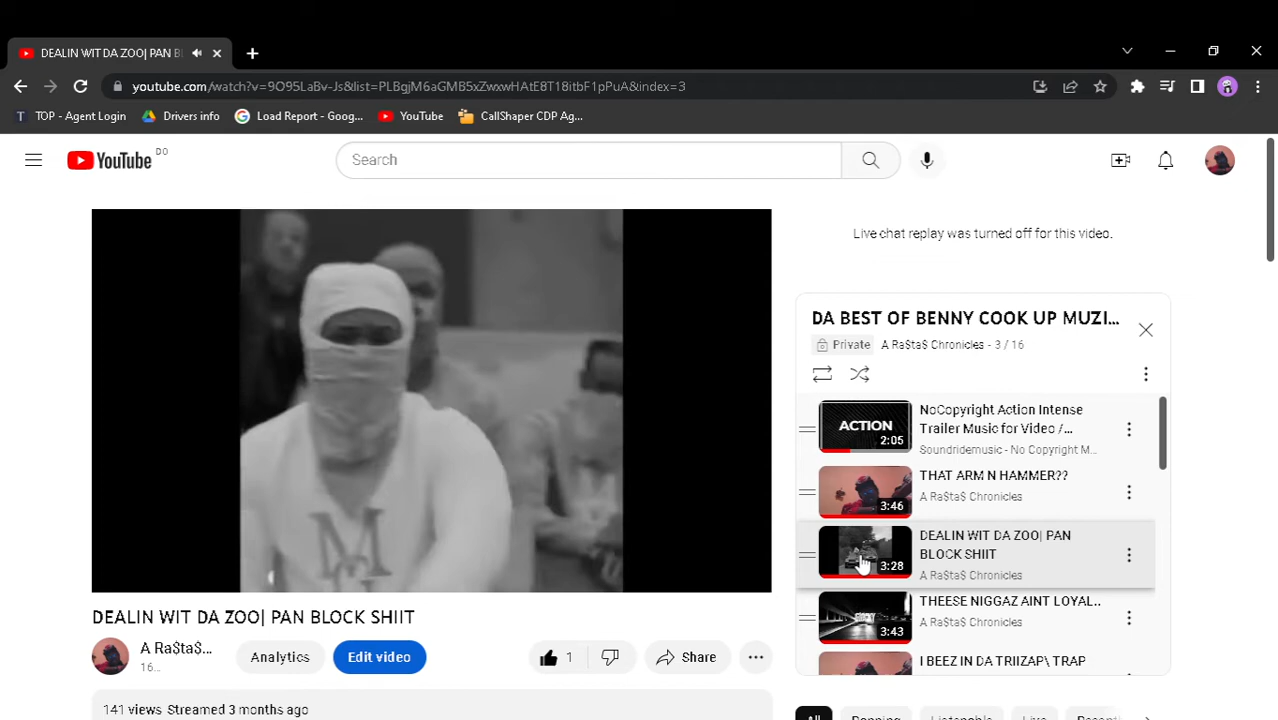 DEALIN WIT DA ZOO| PAN B
youtube.com/watch?v=9O95LaBv-Js&list=PLBgjM6aGMB5xZwxwHAtE8T18itbF1pPuA&index=3
TOP - Agent Login
Drivers info
Load Report - Goog...
YouTube
CallShaper CDP Ag...
YouTube
DO
Search
Live chat replay was turned off for this video.
DA BEST OF BENNY COOK UP MUZI...
Private
A Ra$ta$ Chronicles - 3 / 16
ACTION
2:05
NoCopyright Action Intense
Trailer Music for Video /...
Soundridemusic - No Copyright M...
3:46
THAT ARM N HAMMER??
A Ra$ta$ Chronicles
3:28
DEALIN WIT DA ZOO| PAN
BLOCK SHIIT
A Ra$ta$ Chronicles
3:43
THEESE NIGGAZ AINT LOYAL..
A Ra$ta$ Chronicles
I BEEZ IN DA TRIIZAP\ TRAP
M
DEALIN WIT DA ZOO| PAN BLOCK SHIIT
A Ra$ta$...
16...
Analytics
Edit video
1
Share
141 views Streamed 3 months ago
All
Listenable
Live